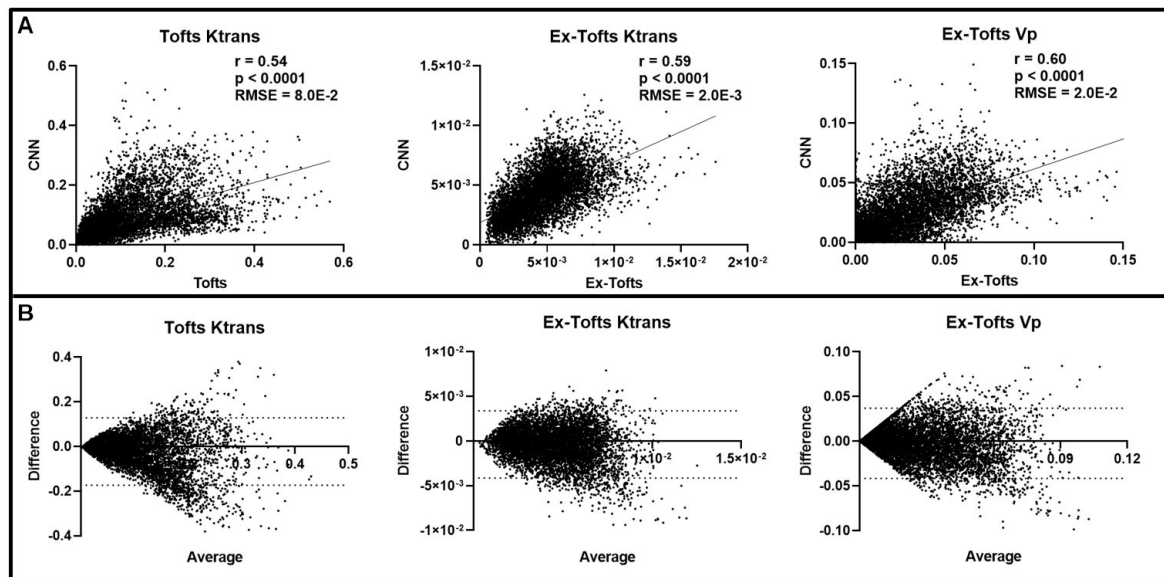 A
Tofts Ktrans
r = 0.54
p < 0.0001
RMSE = 8.0E-2
0.6
0.4
0.2
0.0
CNN
0.0 0.2 0.4 0.6
Tofts
Ex-Tofts Ktrans
r = 0.59
p < 0.0001
RMSE = 2.0E-3
1.5×10⁻²
1×10⁻²
5×10⁻³
0
CNN
0 5×10⁻³ 1×10⁻² 1.5×10⁻² 2×10⁻²
Ex-Tofts
Ex-Tofts Vp
r = 0.60
p < 0.0001
RMSE = 2.0E-2
0.15
0.10
0.05
0.00
CNN
0.00 0.05 0.10 0.15
Ex-Tofts
B
Tofts Ktrans
0.4
0.2
0.0
-0.2
-0.4
Difference
0.3 0.4 0.5
Average
Ex-Tofts Ktrans
1×10⁻²
5×10⁻³
0
-5×10⁻³
-1×10⁻²
Difference
1×10⁻² 1.5×10⁻²
Average
Ex-Tofts Vp
0.10
0.05
0.00
-0.05
-0.10
Difference
0.09 0.12
Average